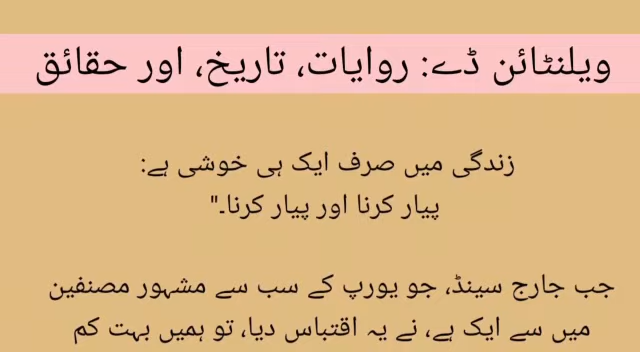 ویلنٹائن ڈے: روایات، تاریخ، اور حقائق
زندگی میں صرف ایک ہی خوشی ہے:
پیار کرنا اور پیار کرنا۔"
جب جارج سینڈ، جو یورپ کے سب سے مشہور مصنفین
میں سے ایک ہے، نے یہ اقتباس دیا، تو ہمیں بہت کم